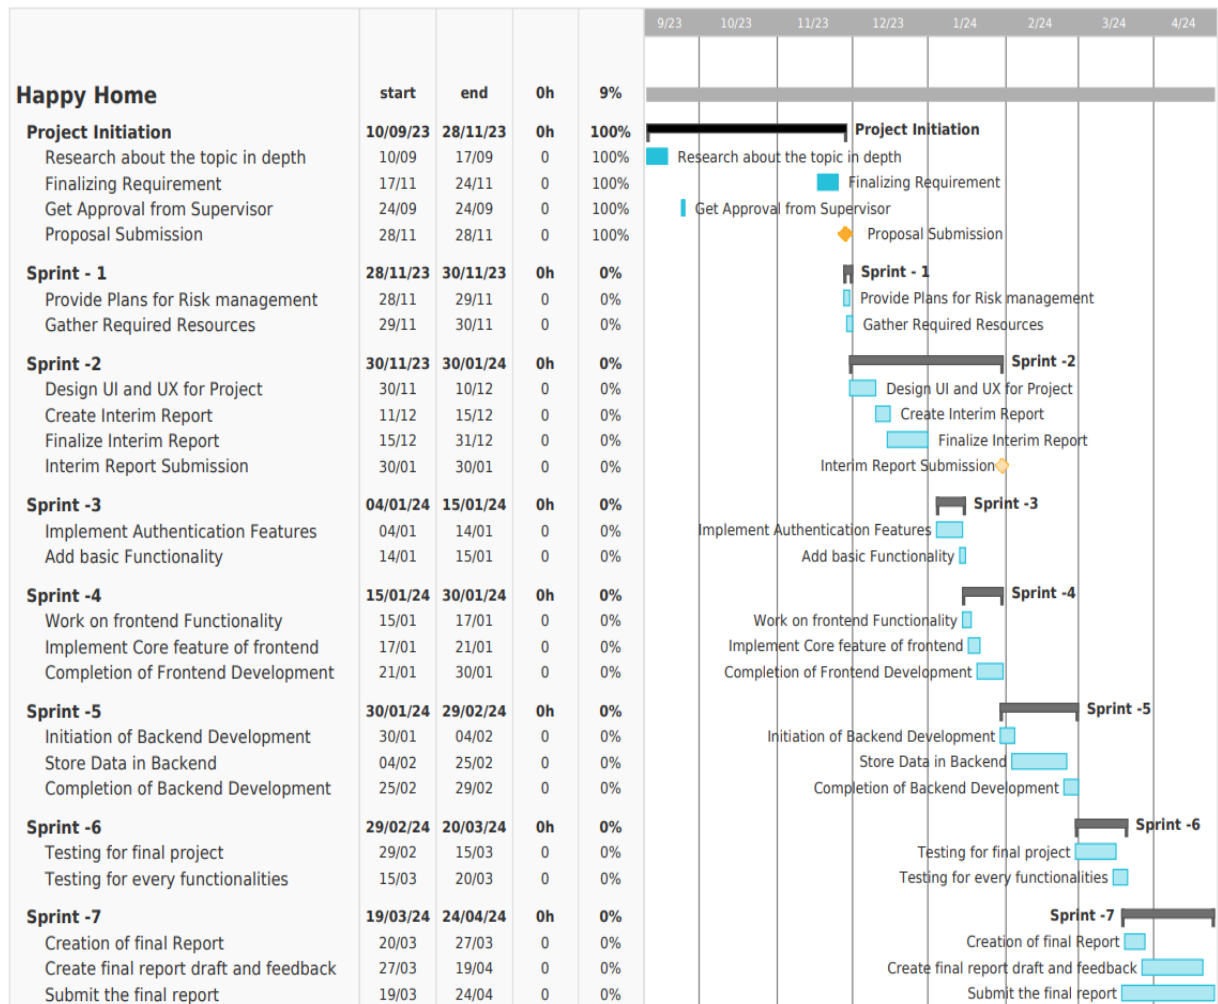 9/23 10/23 11/23 12/23 1/24 2/24 3/24 4/24
Happy Home start end 0h 9%
Project Initiation 10/09/23 28/11/23 0h 100% Project Initiation
Research about the topic in depth 10/09 17/09 0 100% Research about the topic in depth
Finalizing Requirement 17/11 24/11 0 100% Finalizing Requirement
Get Approval from Supervisor 24/09 24/09 0 100% Get Approval from Supervisor
Proposal Submission 28/11 28/11 0 100% Proposal Submission
Sprint - 1 28/11/23 30/11/23 0h 0% Sprint - 1
Provide Plans for Risk management 28/11 29/11 0 0% Provide Plans for Risk management
Gather Required Resources 29/11 30/11 0 0% Gather Required Resources
Sprint -2 30/11/23 30/01/24 0h 0% Sprint -2
Design UI and UX for Project 30/11 10/12 0 0% Design UI and UX for Project
Create Interim Report 11/12 15/12 0 0% Create Interim Report
Finalize Interim Report 15/12 31/12 0 0% Finalize Interim Report
Interim Report Submission 30/01 30/01 0 0% Interim Report Submission
Sprint -3 04/01/24 15/01/24 0h 0% Sprint -3
Implement Authentication Features 04/01 14/01 0 0% Implement Authentication Features
Add basic Functionality 14/01 15/01 0 0% Add basic Functionality
Sprint -4 15/01/24 30/01/24 0h 0% Sprint -4
Work on frontend Functionality 15/01 17/01 0 0% Work on frontend Functionality
Implement Core feature of frontend 17/01 21/01 0 0% Implement Core feature of frontend
Completion of Frontend Development 21/01 30/01 0 0% Completion of Frontend Development
Sprint -5 30/01/24 29/02/24 0h 0% Sprint -5
Initiation of Backend Development 30/01 04/02 0 0% Initiation of Backend Development
Store Data in Backend 04/02 25/02 0 0% Store Data in Backend
Completion of Backend Development 25/02 29/02 0 0% Completion of Backend Development
Sprint -6 29/02/24 20/03/24 0h 0% Sprint -6
Testing for final project 29/02 15/03 0 0% Testing for final project
Testing for every functionalities 15/03 20/03 0 0% Testing for every functionalities
Sprint -7 19/03/24 24/04/24 0h 0% Sprint -7
Creation of final Report 20/03 27/03 0 0% Creation of final Report
Create final report draft and feedback 27/03 19/04 0 0% Create final report draft and feedback
Submit the final report 19/03 24/04 0 0% Submit the final report